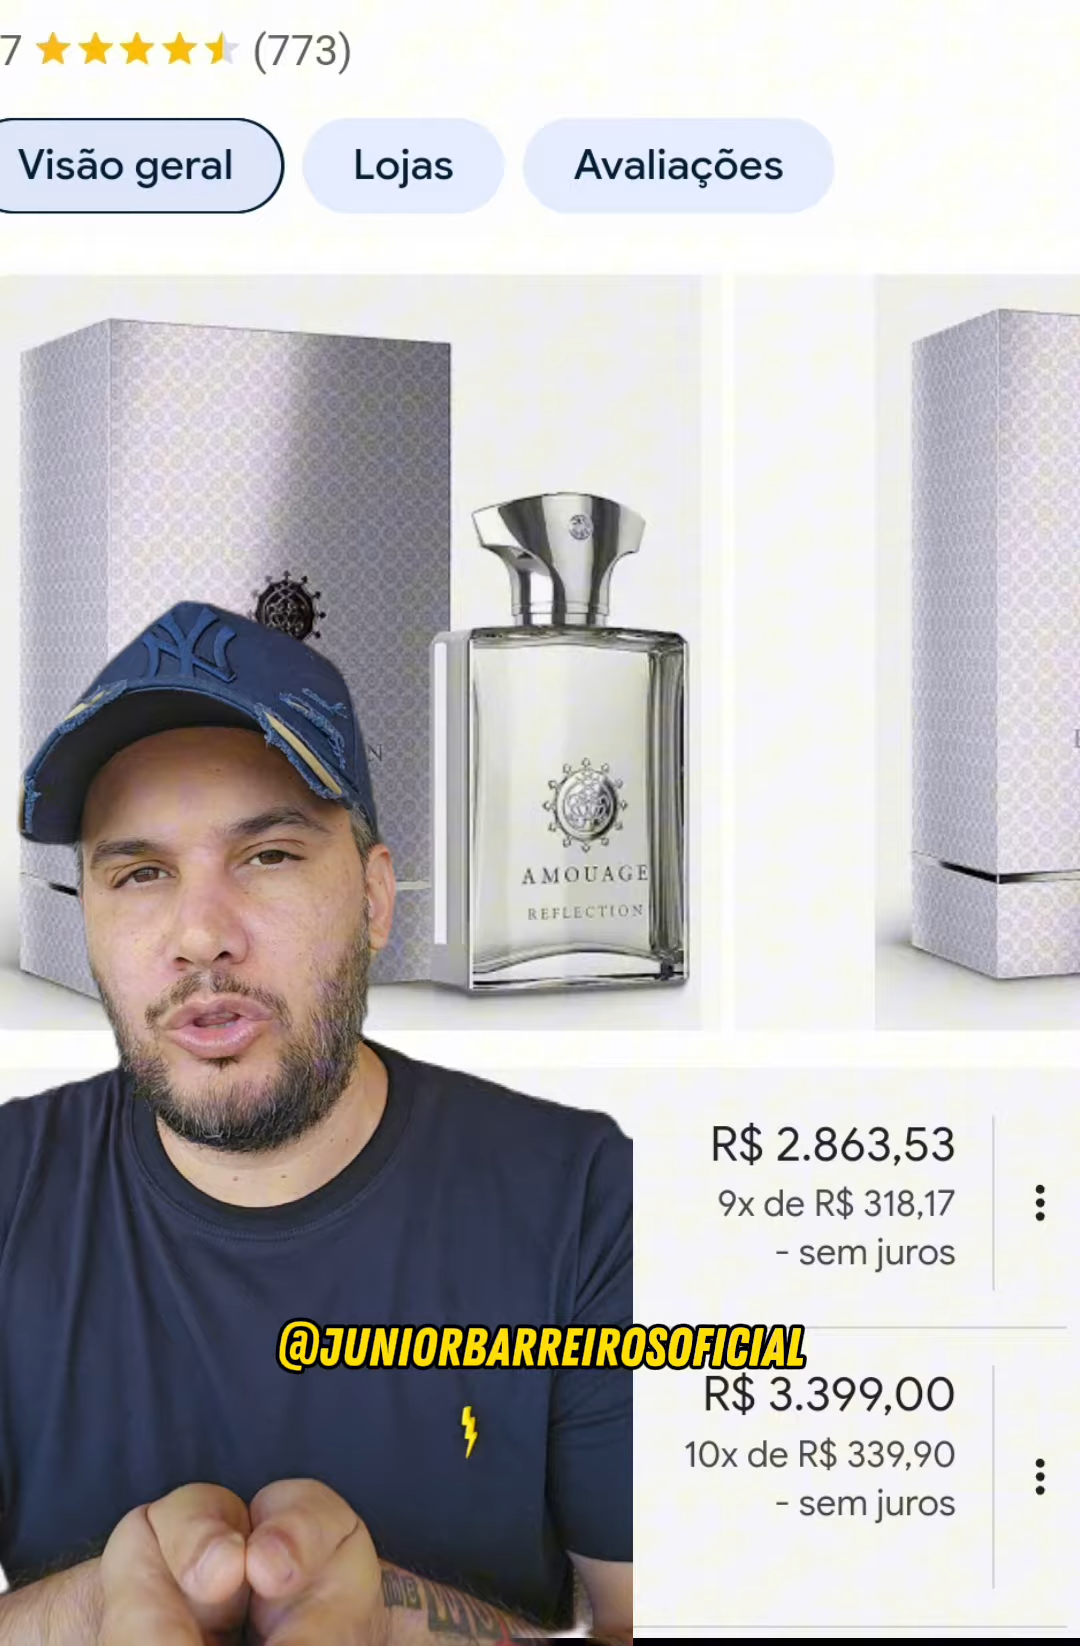 7 (773)
Visão geral Lojas Avaliações
NY
AMOUAGE
REFLECTION
R$ 2.863,53
9x de R$ 318,17
- sem juros
@JUNIORBARREIROSOFICIAL
R$ 3.399,00
10x de R$ 339,90
- sem juros